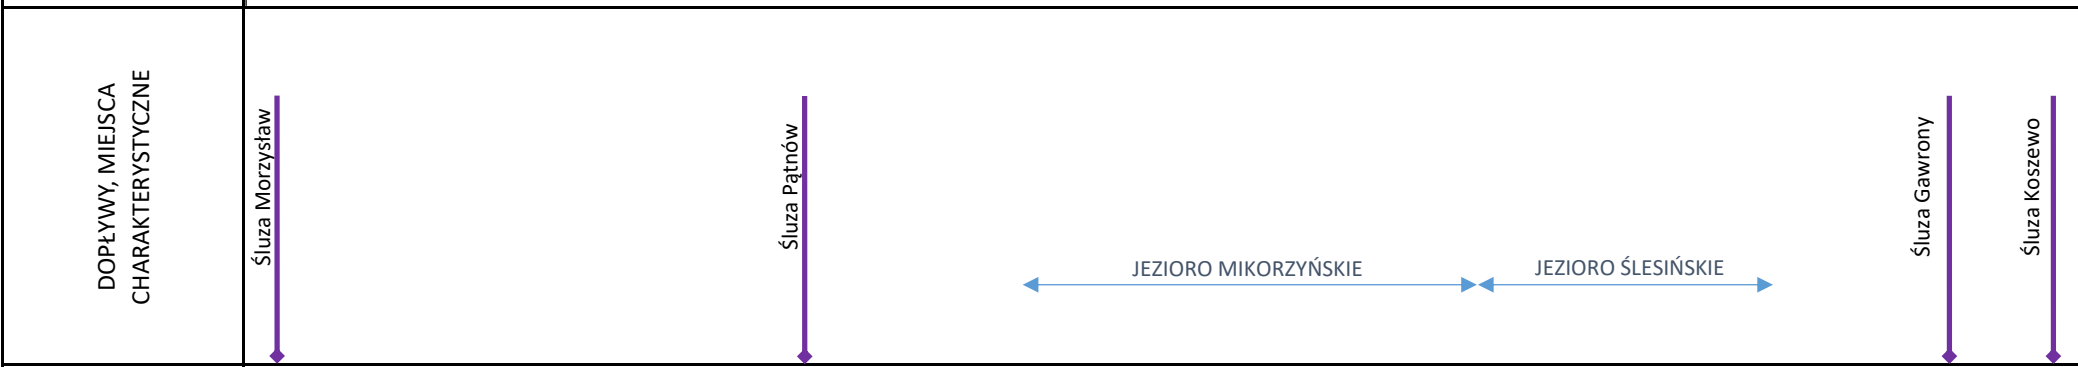 DOPŁYWY, MIEJSCA
CHARAKTERYSTYCZNE
Śluza Morzysław
Śluza Pątnów
JEZIORO MIKORZYŃSKIE
JEZIORO ŚLESIŃSKIE
Śluza Gawrony
Śluza Koszewo